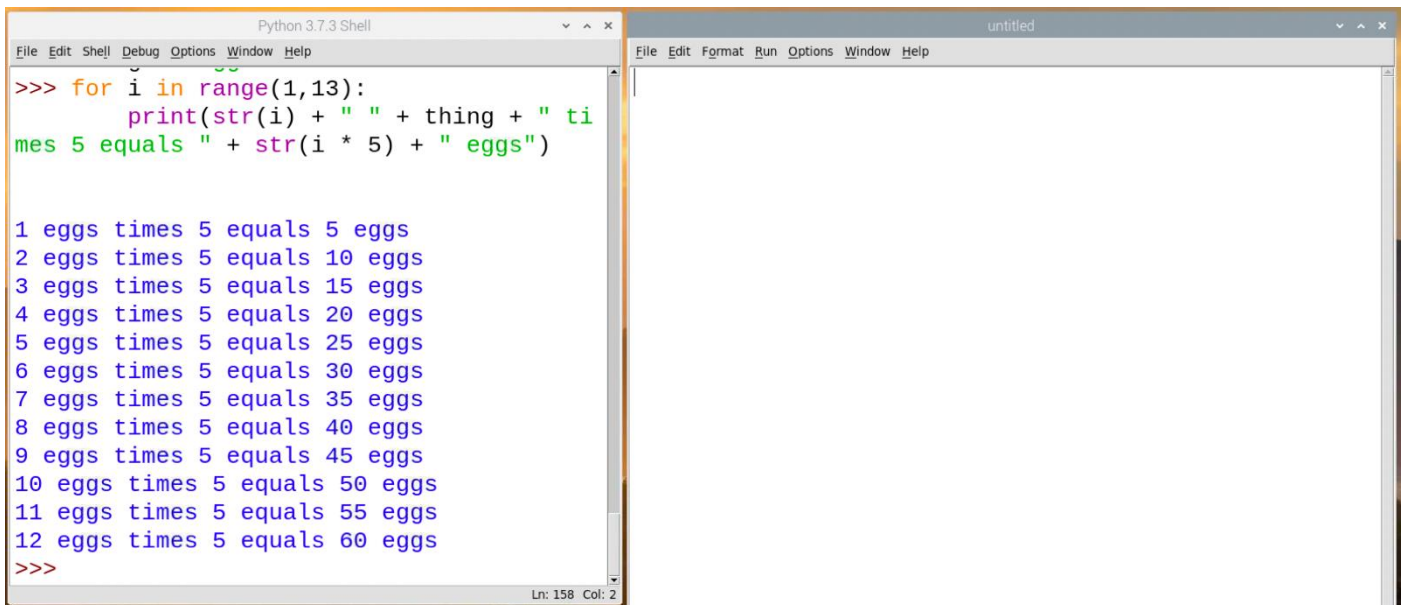 Python 3.7.3 Shell
File Edit Shell Debug Options Window Help
>>> for i in range(1,13):
print(str(i) + " " + thing + " ti
mes 5 equals " + str(i * 5) + " eggs")
1 eggs times 5 equals 5 eggs
2 eggs times 5 equals 10 eggs
3 eggs times 5 equals 15 eggs
4 eggs times 5 equals 20 eggs
5 eggs times 5 equals 25 eggs
6 eggs times 5 equals 30 eggs
7 eggs times 5 equals 35 eggs
8 eggs times 5 equals 40 eggs
9 eggs times 5 equals 45 eggs
10 eggs times 5 equals 50 eggs
11 eggs times 5 equals 55 eggs
12 eggs times 5 equals 60 eggs
>>>
Ln: 158 Col: 2
untitled
File Edit Format Run Options Window Help